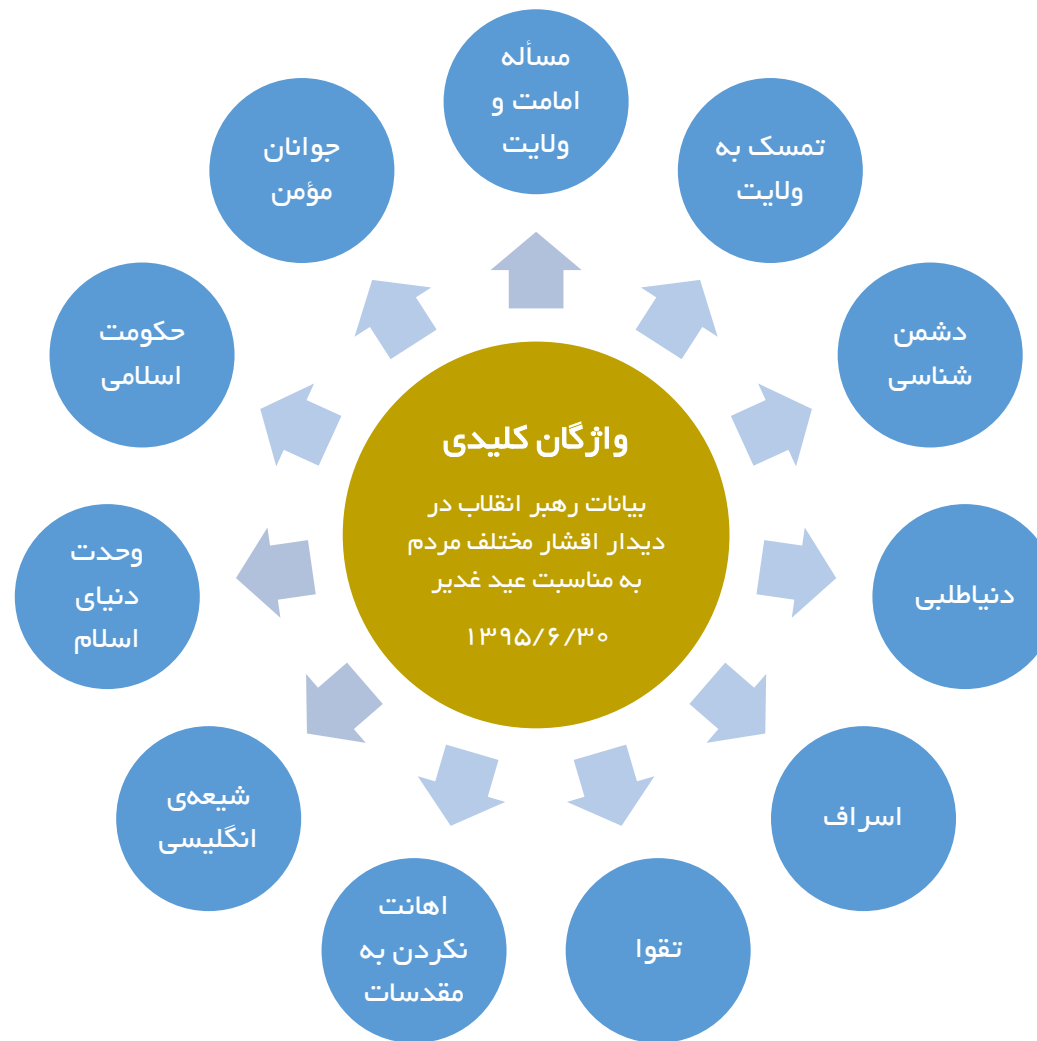 واژگان کلیدی
بیانات رهبر انقلاب در
دیدار اقشار مختلف مردم
به مناسبت عید غدیر
۱۳۹۵/۶/۳۰
مسأله
امامت و
ولایت
تمسک به
ولایت
دشمن
شناسی
دنیاطلبی
اسراف
تقوا
اهانت
نکردن به
مقدسات
شیعه‌ی
انگلیسی
وحدت
دنیای
اسلام
حکومت
اسلامی
جوانان
مؤمن